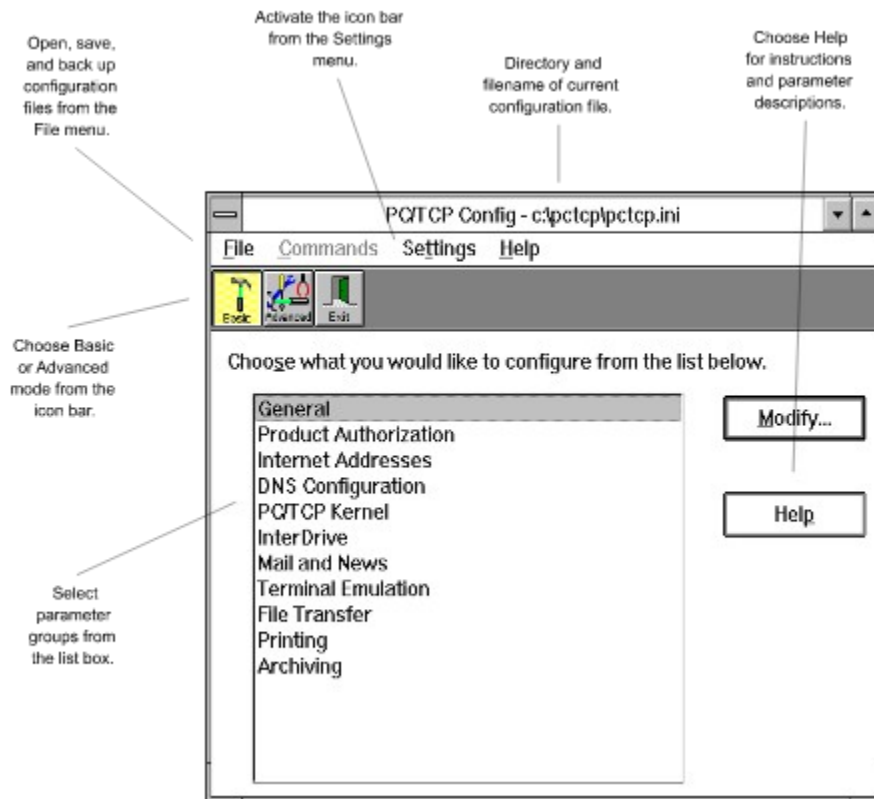 Open, save,
and back up
configuration
files from the
File menu.
Activate the icon bar
from the Settings
menu.
Directory and
filename of current
configuration file.
Choose Help
for instructions
and parameter
descriptions.
PC/TCP Config - c:\pctcp\pctcp.ini
File Commands Settings Help
Basic Advanced Exit
Choose Basic
or Advanced
mode from the
icon bar.
Choose what you would like to configure from the list below.
General
Product Authorization
Internet Addresses
DNS Configuration
PC/TCP Kernel
InterDrive
Mail and News
Terminal Emulation
File Transfer
Printing
Archiving
Modify...
Help
Select
parameter
groups from
the list box.